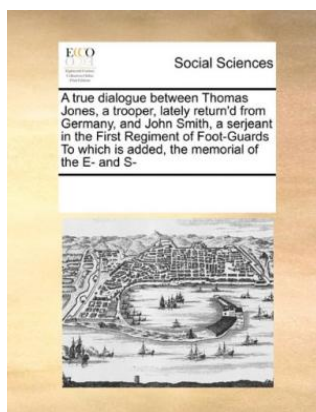 ECCO
Social Sciences
A true dialogue between Thomas
Jones, a trooper, lately return'd from
Germany, and John Smith, a serjeant
in the First Regiment of Foot-Guards
To which is added, the memorial of
the E- and S-